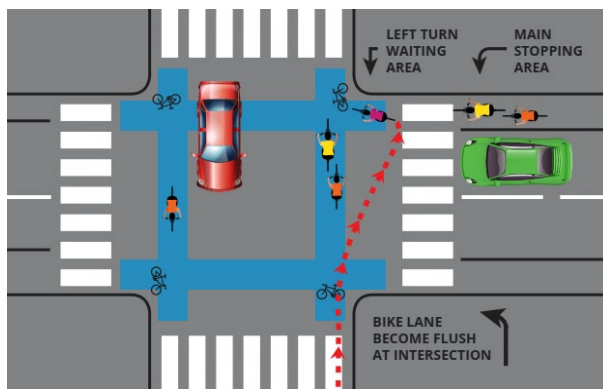 LEFT TURN
WAITING
AREA
MAIN
STOPPING
AREA
BIKE LANE
BECOME FLUSH
AT INTERSECTION